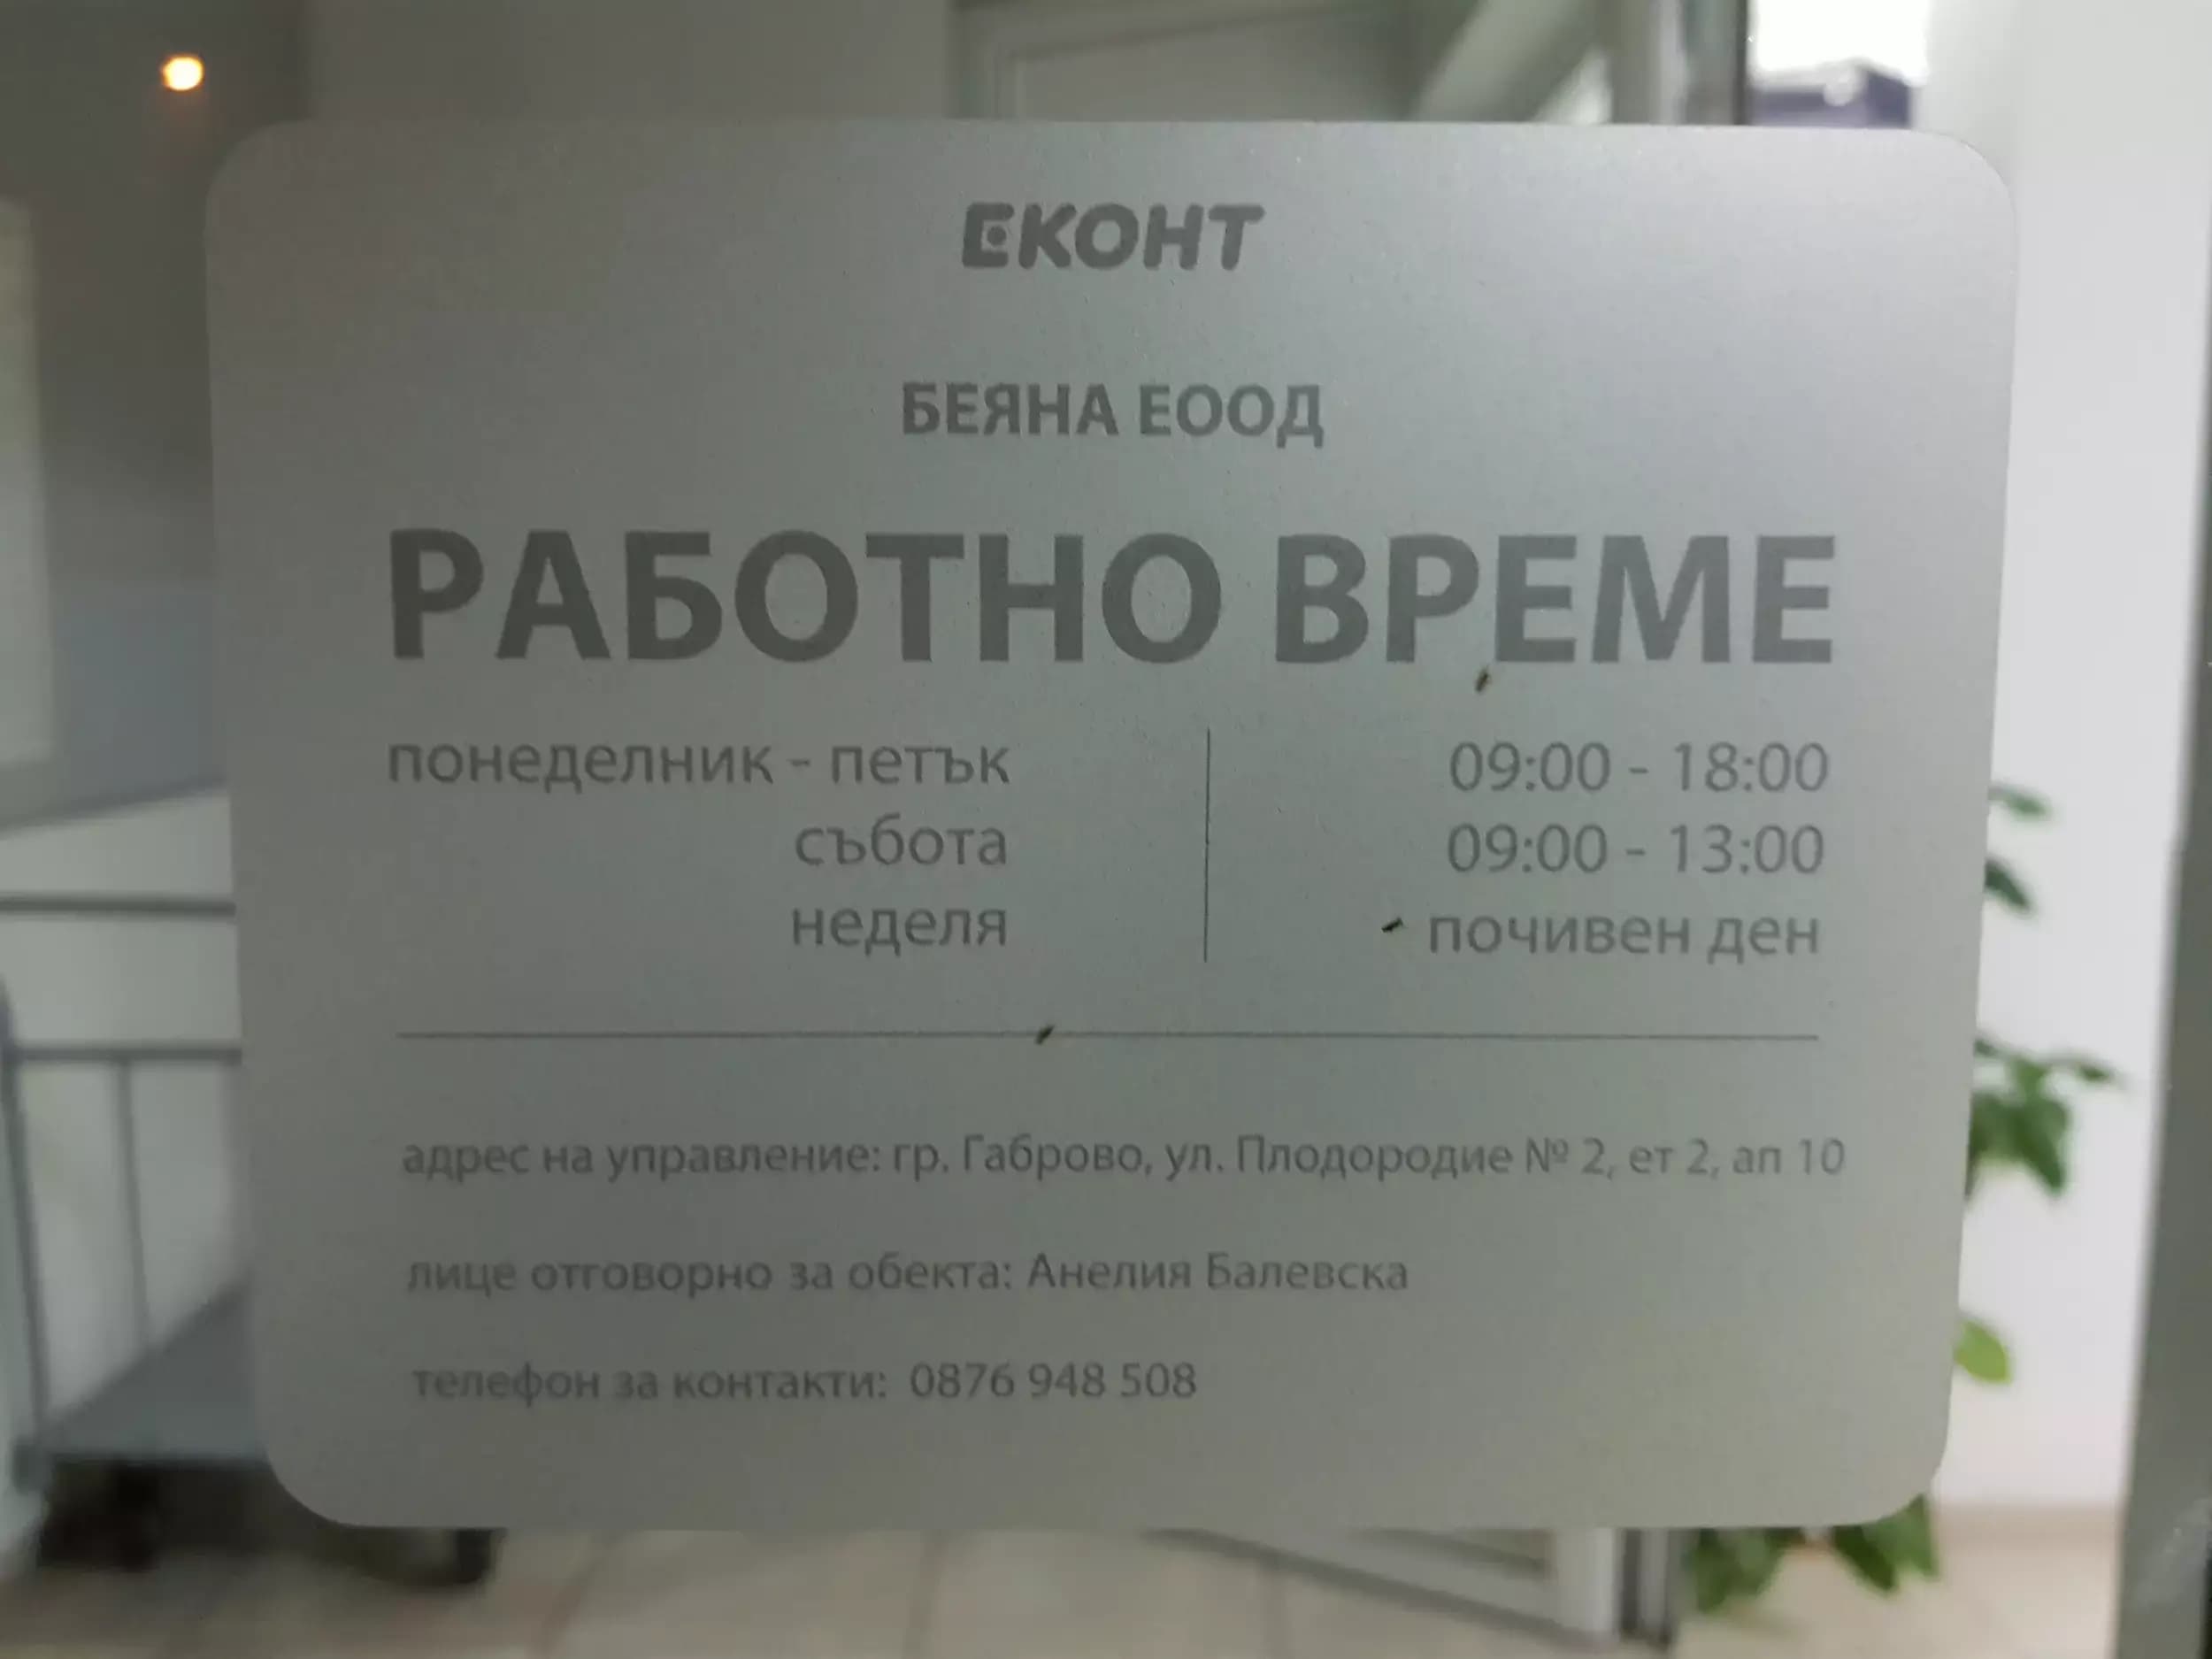 ЕКОНТ
БЕЯНА ЕООД
РАБОТНО ВРЕМЕ
понеделник - петък 09:00 - 18:00
събота 09:00 - 13:00
неделя почивен ден
адрес на управление: гр. Габрово, ул. Плодородие № 2, ет 2, ап 10
лице отговорно за обекта: Анелия Балевска
телефон за контакти: 0876 948 508